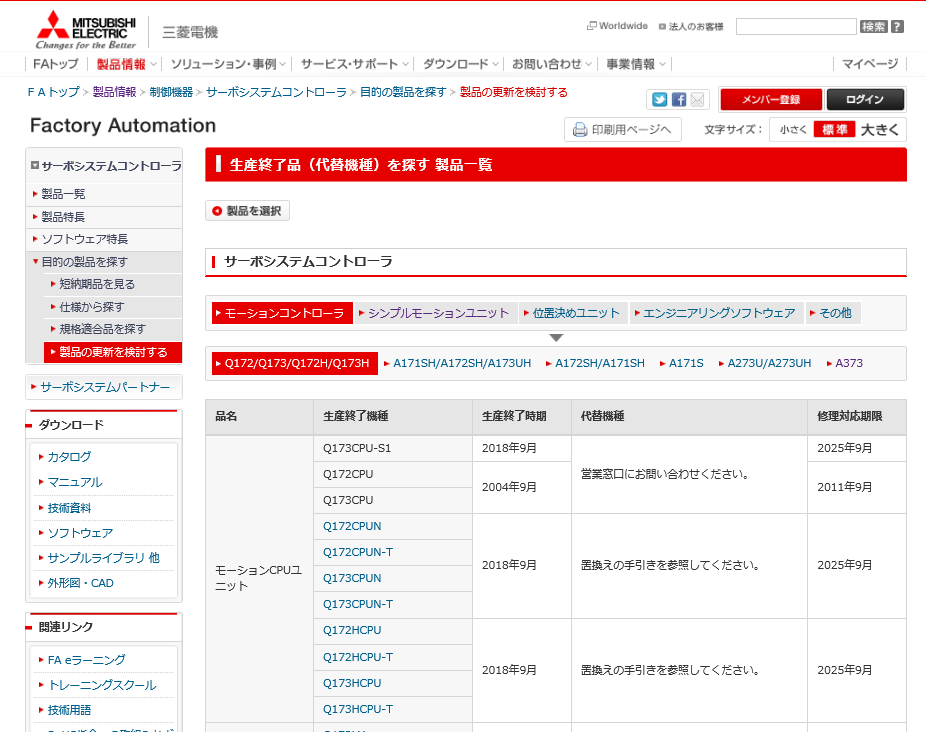 MITSUBISHI
ELECTRIC
Changes for the Better
三菱電機
Worldwide
法人のお客様
検索
?
FAトップ
製品情報
ソリューション・事例
サービス・サポート
ダウンロード
お問い合わせ
事業情報
マイページ
ＦＡトップ > 製品情報 > 制御機器 > サーボシステムコントローラ > 目的の製品を探す > 製品の更新を検討する
メンバー登録
ログイン
Factory Automation
印刷用ページへ
文字サイズ：
小さく
標準
大きく
サーボシステムコントローラ
製品一覧
製品特長
ソフトウェア特長
目的の製品を探す
短納期品を見る
仕様から探す
規格適合品を探す
製品の更新を検討する
サーボシステムパートナー
ダウンロード
カタログ
マニュアル
技術資料
ソフトウェア
サンプルライブラリ 他
外形図・CAD
関連リンク
FA eラーニング
トレーニングスクール
技術用語
生産終了品（代替機種）を探す 製品一覧
製品を選択
サーボシステムコントローラ
モーションコントローラ
シンプルモーションユニット
位置決めユニット
エンジニアリングソフトウェア
その他
Q172/Q173/Q172H/Q173H
A171SH/A172SH/A173UH
A172SH/A171SH
A171S
A273U/A273UH
A373
品名
生産終了機種
生産終了時期
代替機種
修理対応期限
モーションCPUユ
ニット
Q173CPU-S1
2018年9月
営業窓口にお問い合わせください。
2025年9月
Q172CPU
2004年9月
2011年9月
Q173CPU
Q172CPUN
2018年9月
置換えの手引きを参照してください。
2025年9月
Q172CPUN-T
Q173CPUN
Q173CPUN-T
Q172HCPU
2018年9月
置換えの手引きを参照してください。
2025年9月
Q172HCPU-T
Q173HCPU
Q173HCPU-T